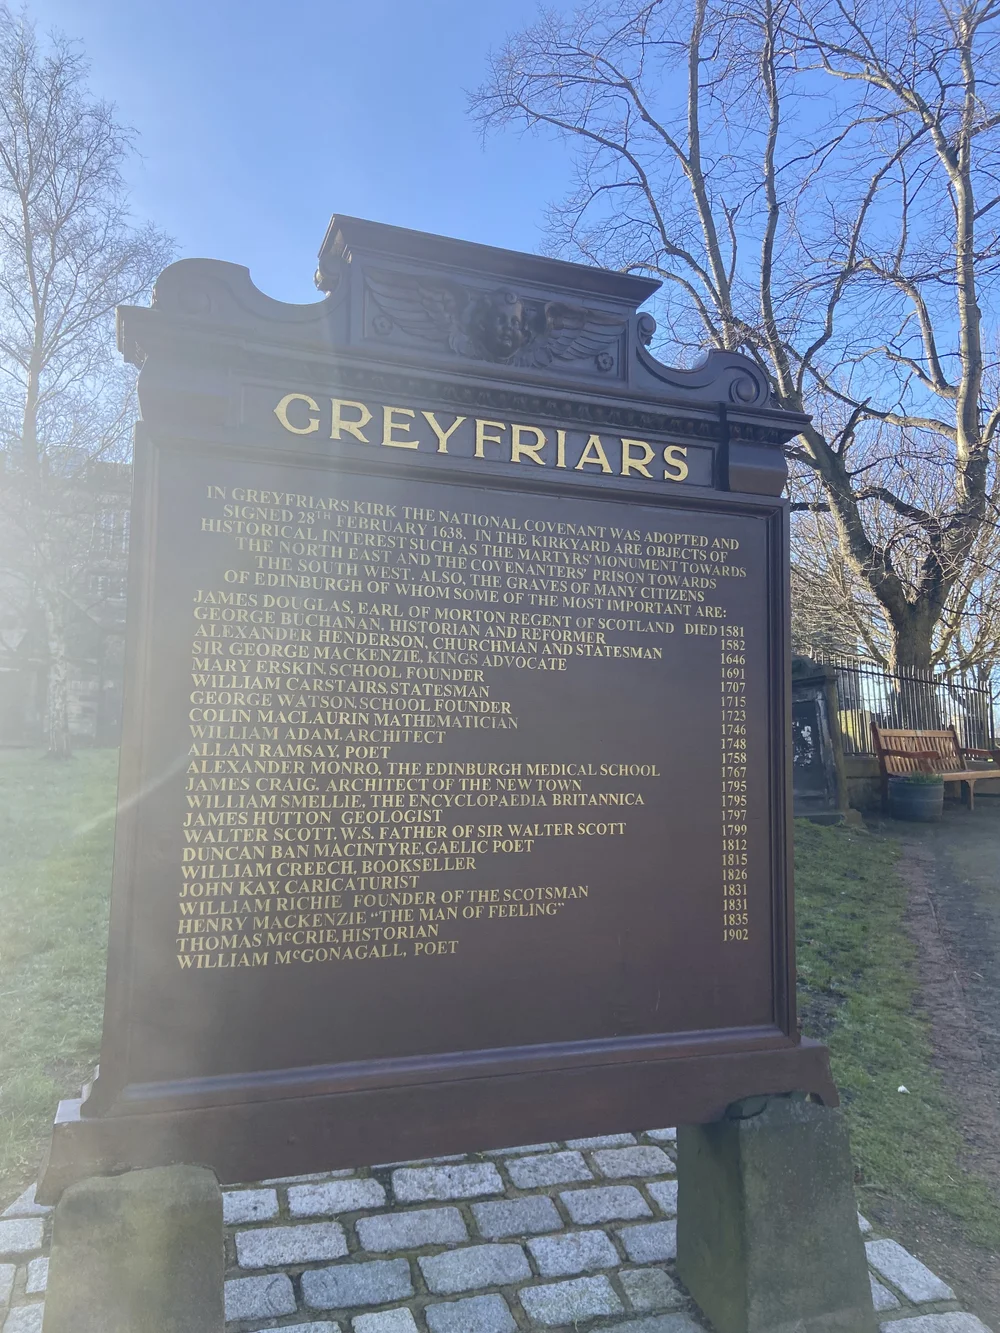 GREYFRIARS
IN GREYFRIARS KIRK THE NATIONAL COVENANT WAS ADOPTED AND
SIGNED 28TH FEBRUARY 1638. IN THE KIRKYARD ARE OBJECTS OF
HISTORICAL INTEREST SUCH AS THE MARTYRS' MONUMENT TOWARDS
THE NORTH EAST AND THE COVENANTERS' PRISON TOWARDS
THE SOUTH WEST. ALSO, THE GRAVES OF MANY CITIZENS
OF EDINBURGH OF WHOM SOME OF THE MOST IMPORTANT ARE:
JAMES DOUGLAS, EARL OF MORTON REGENT OF SCOTLAND DIED 1581
GEORGE BUCHANAN, HISTORIAN AND REFORMER 1582
ALEXANDER HENDERSON, CHURCHMAN AND STATESMAN 1646
SIR GEORGE MACKENZIE, KINGS ADVOCATE 1691
MARY ERSKIN, SCHOOL FOUNDER 1707
WILLIAM CARSTAIRS, STATESMAN 1715
GEORGE WATSON, SCHOOL FOUNDER 1723
COLIN MACLAURIN MATHEMATICIAN 1746
WILLIAM ADAM, ARCHITECT 1748
ALLAN RAMSAY, POET 1758
ALEXANDER MONRO, THE EDINBURGH MEDICAL SCHOOL 1767
JAMES CRAIG, ARCHITECT OF THE NEW TOWN 1795
WILLIAM SMELLIE, THE ENCYCLOPAEDIA BRITANNICA 1795
JAMES HUTTON GEOLOGIST 1797
WALTER SCOTT, W.S. FATHER OF SIR WALTER SCOTT 1799
DUNCAN BAN MACINTYRE, GAELIC POET 1812
WILLIAM CREECH, BOOKSELLER 1815
JOHN KAY, CARICATURIST 1826
WILLIAM RICHIE FOUNDER OF THE SCOTSMAN 1831
HENRY MACKENZIE "THE MAN OF FEELING" 1831
THOMAS McCRIE, HISTORIAN 1835
WILLIAM McGONAGALL, POET 1902